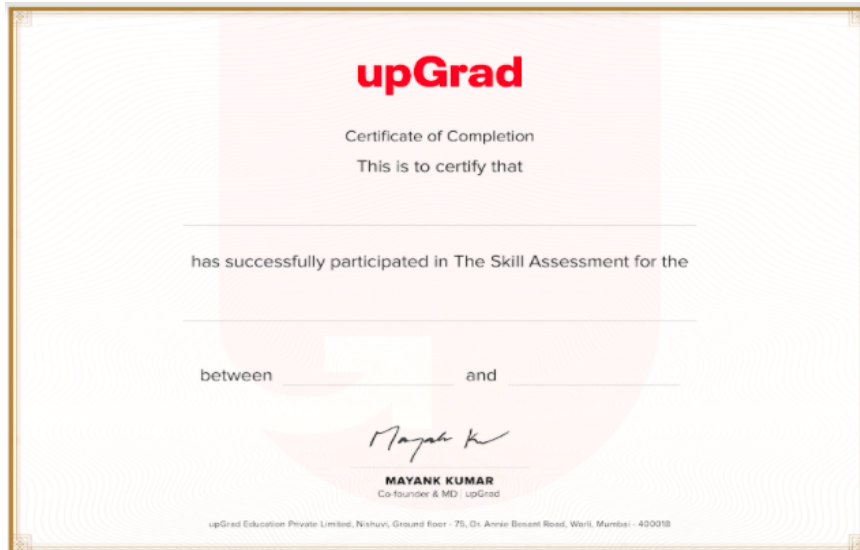 upGrad
Certificate of Completion
This is to certify that
has successfully participated in The Skill Assessment for the
between and
MAYANK KUMAR
Co-founder & MD | upGrad
upGrad Education Private Limited, Nishuvi, Ground floor - 75, Dr. Annie Besant Road, Worli, Mumbai - 400018